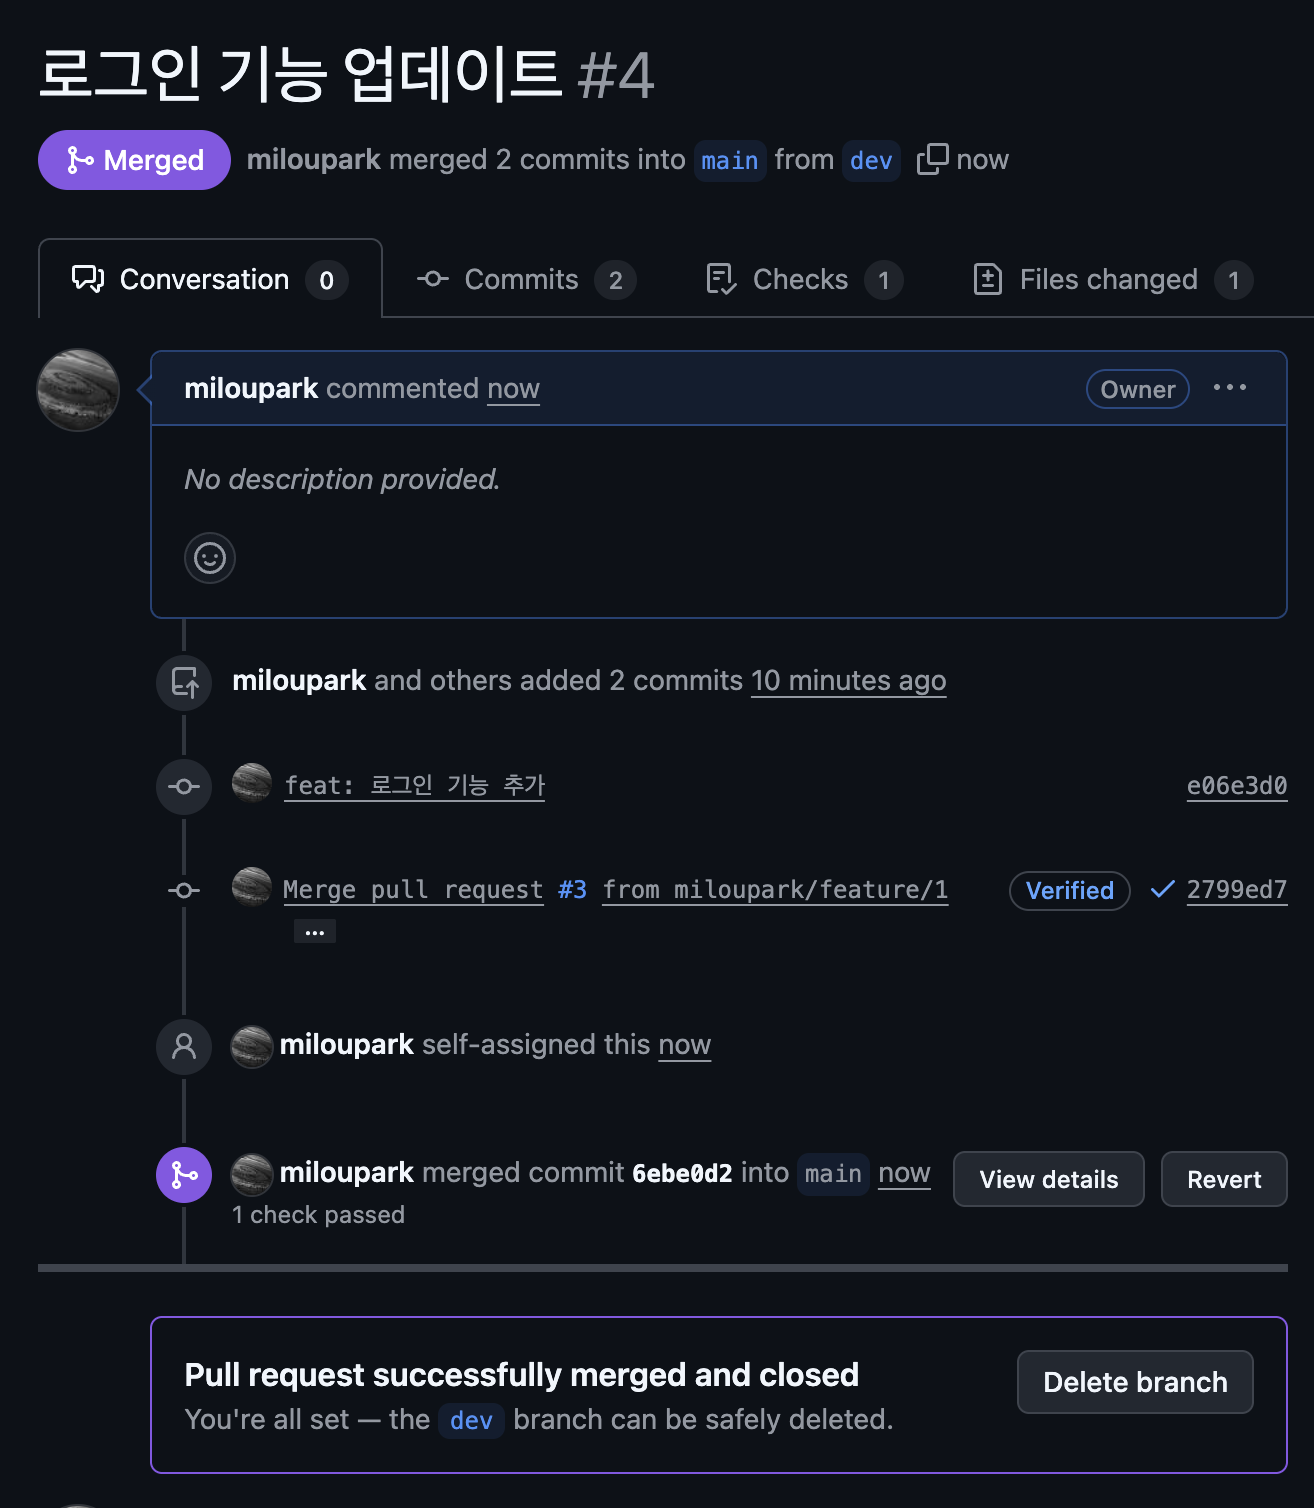 로그인 기능 업데이트 #4
Merged miloupark merged 2 commits into main from dev now
Conversation 0 Commits 2 Checks 1 Files changed 1
miloupark commented now Owner ...
No description provided.
miloupark and others added 2 commits 10 minutes ago
feat: 로그인 기능 추가 e06e3d0
Merge pull request #3 from miloupark/feature/1 Verified 2799ed7
...
miloupark self-assigned this now
miloupark merged commit 6ebe0d2 into main now View details Revert
1 check passed
Pull request successfully merged and closed
Delete branch
You're all set — the dev branch can be safely deleted.